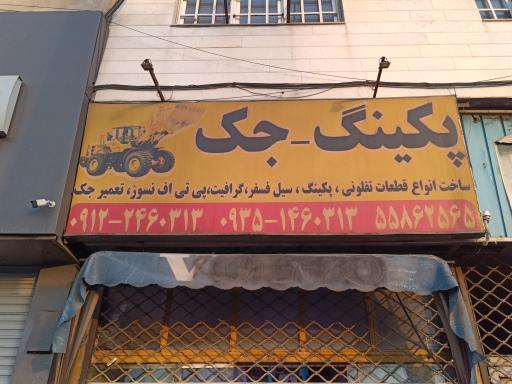 پکینگ-جک
ساخت انواع قطعات تفلونی ، پکینگ ، سیل فسفر،گرافیت،پی تی اف نسوز، تعمیر جک
۰۹۱۲-۲۴۶۰۳۱۳ ۰۹۳۵-۱۴۶۰۳۱۳ ۵۵۸۶۲۵۶۵